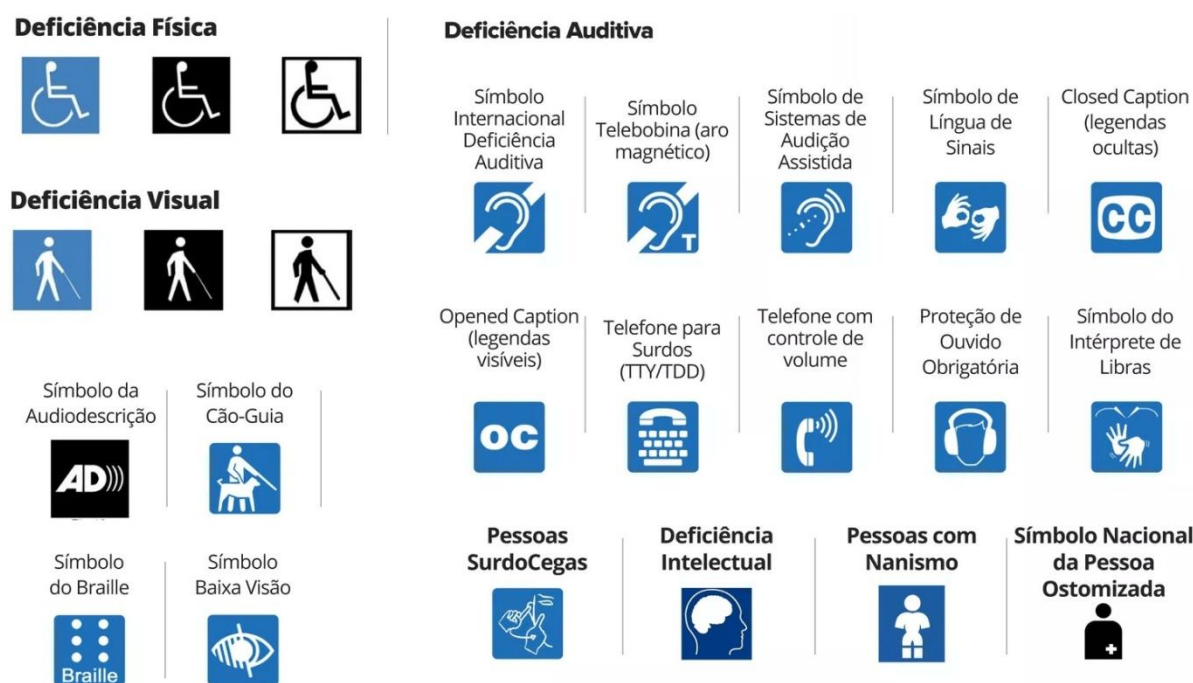 Deficiência Física
Deficiência Visual
Símbolo da
Audiodescrição
AD
Símbolo do
Cão-Guia
Símbolo
do Braille
Braille
Símbolo
Baixa Visão
Deficiência Auditiva
Símbolo
Internacional
Deficiência
Auditiva
Símbolo
Telebobina (aro
magnético)
T
Símbolo de
Sistemas de
Audição
Assistida
Símbolo de
Língua de
Sinais
Closed Caption
(legendas
ocultas)
CC
Opened Caption
(legendas
visíveis)
OC
Telefone para
Surdos
(TTY/TDD)
Telefone com
controle de
volume
Proteção de
Ouvido
Obrigatória
Símbolo do
Intérprete de
Libras
Pessoas
SurdoCegas
Deficiência
Intelectual
Pessoas com
Nanismo
Símbolo Nacional
da Pessoa
Ostomizada